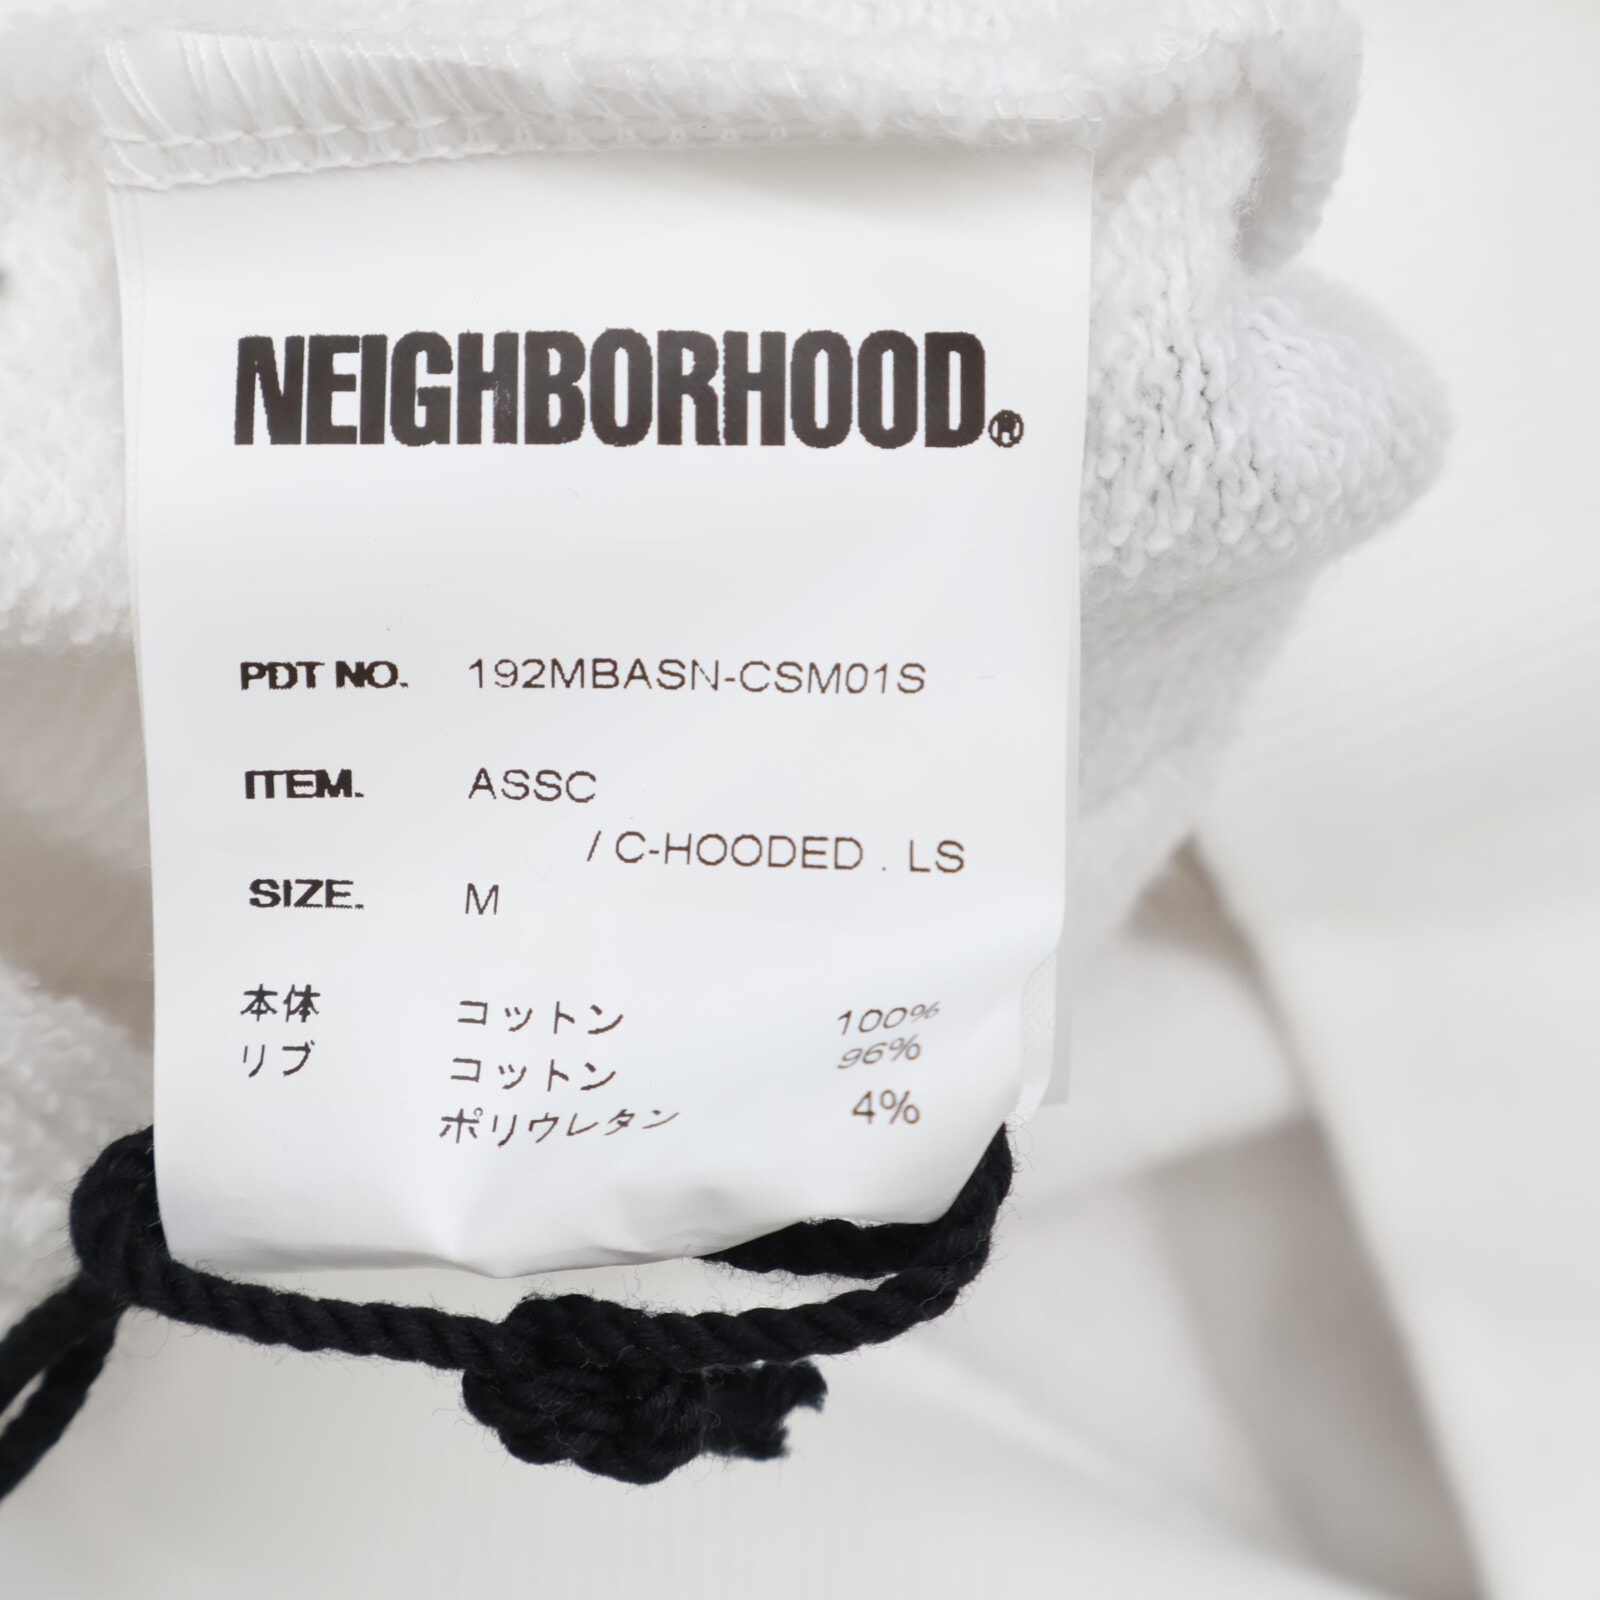 NEIGHBORHOOD®
PDT NO. 192MBASN-CSM01S
ITEM. ASSC
/ C-HOODED . LS
SIZE. M
本体 コットン 100%
リブ コットン 96%
ポリウレタン 4%